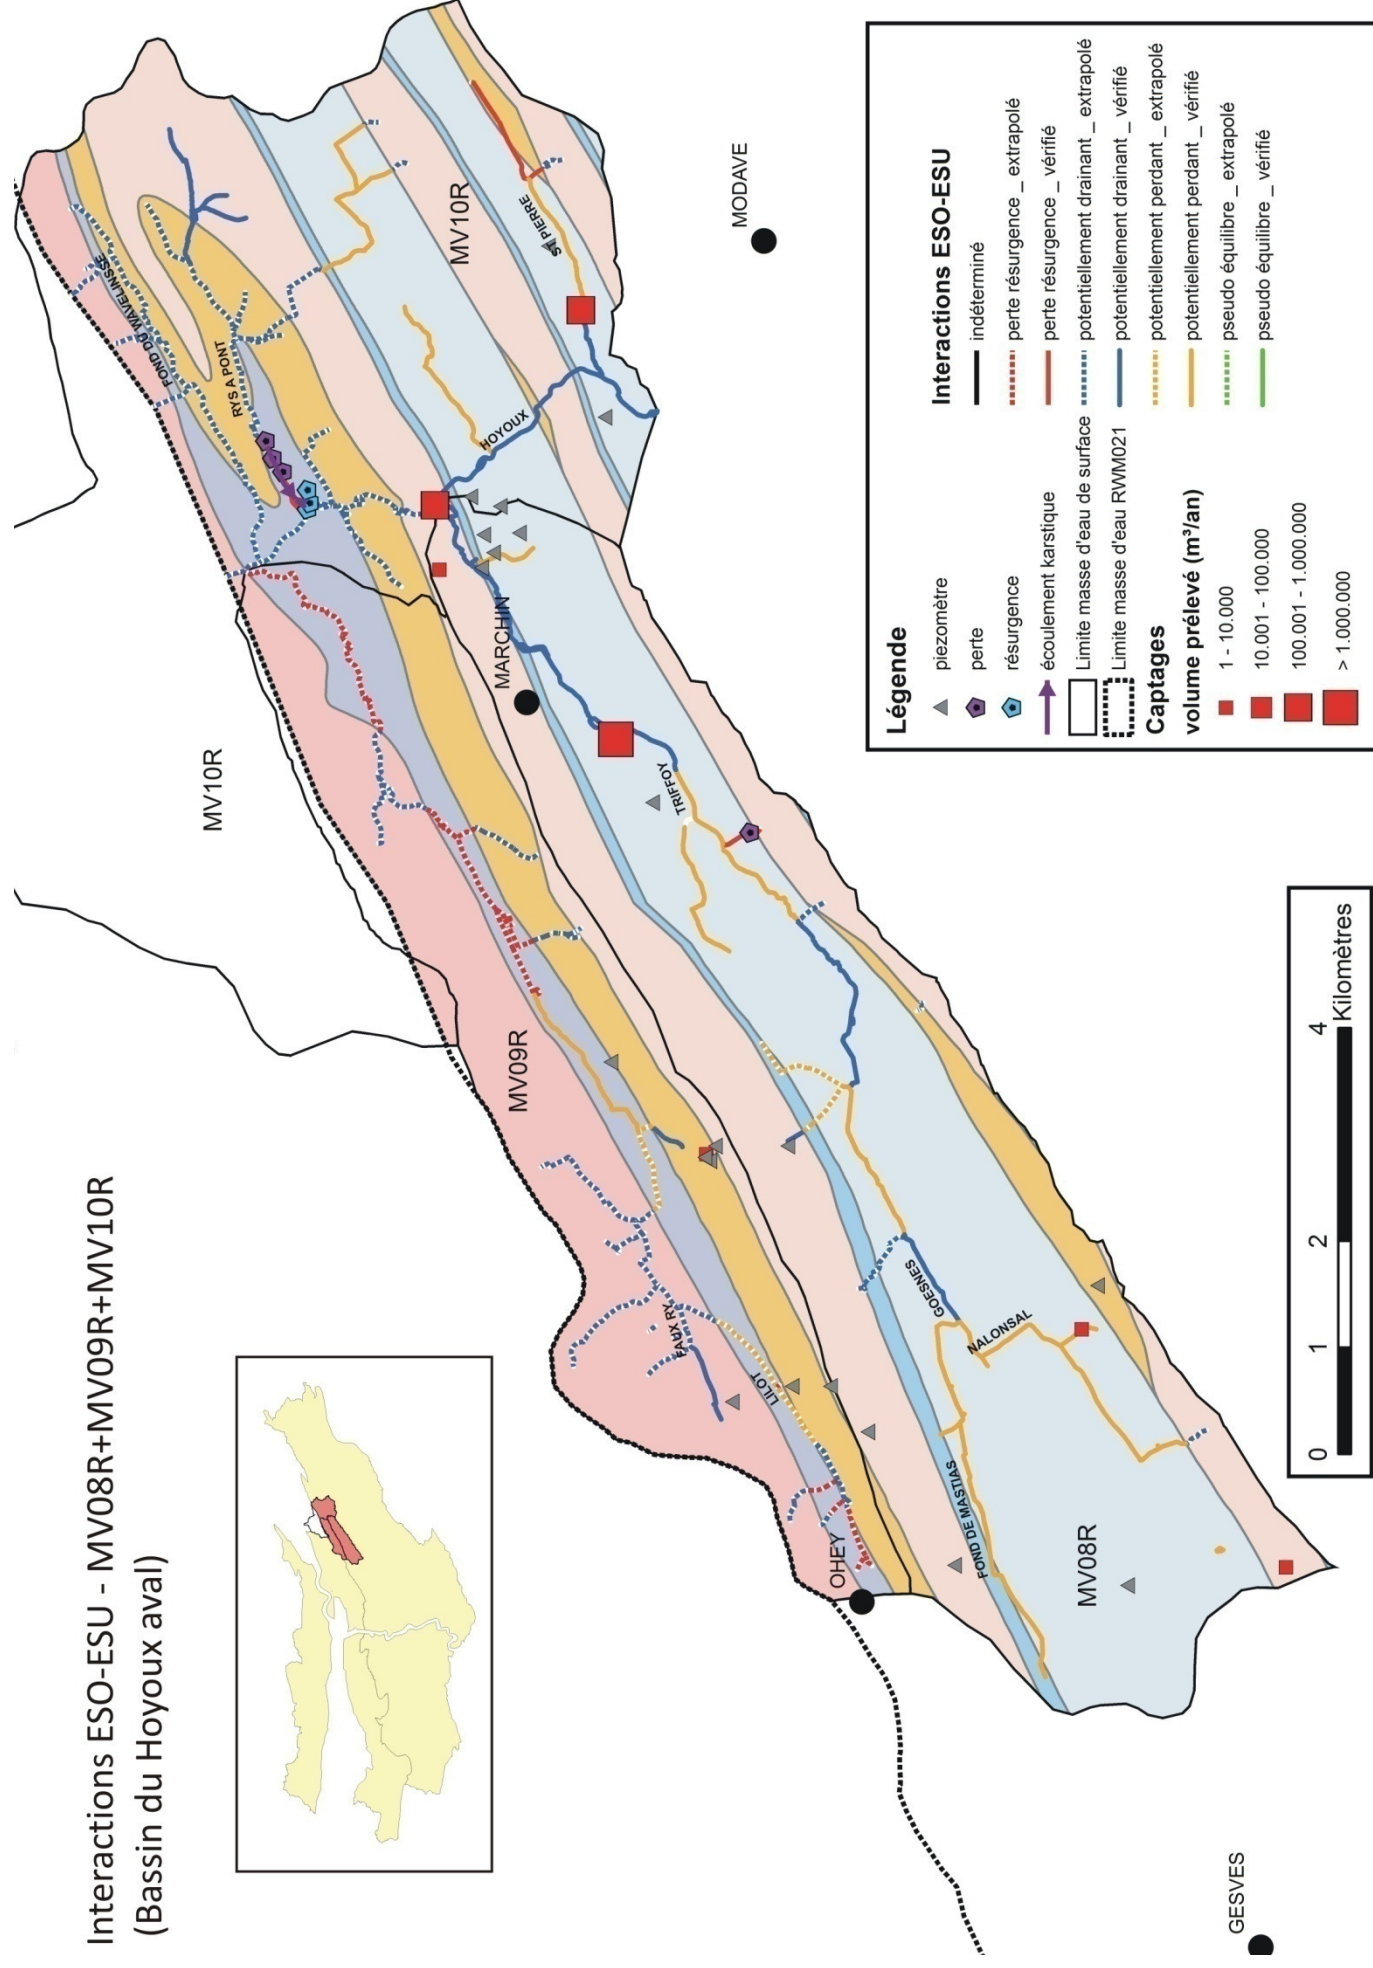 Interactions ESO-ESU - MV08R+MV09R+MV10R
(Bassin du Hoyoux aval)
MV10R
MV09R
MV10R
MV08R
FOND DU WAVELINSSE
RYS A PONT
ST PIERRE
HOYOUX
MODAVE
MARCHIN
TRIFFOY
FAUX RY
LILOT
GOESNES
NALONSAL
FOND DE MASTIAS
OHEY
GESVES
Légende
piezomètre
perte
résurgence
écoulement karstique
Limite masse d'eau de surface
Limite masse d'eau RWM021
Captages
volume prélevé (m³/an)
1 - 10.000
10.001 - 100.000
100.001 - 1.000.000
> 1.000.000
Interactions ESO-ESU
indéterminé
perte résurgence _ extrapolé
perte résurgence _ vérifié
potentiellement drainant _ extrapolé
potentiellement drainant _ vérifié
potentiellement perdant _ extrapolé
potentiellement perdant _ vérifié
pseudo équilibre _ extrapolé
pseudo équilibre _ vérifié
0 1 2 4
Kilomètres